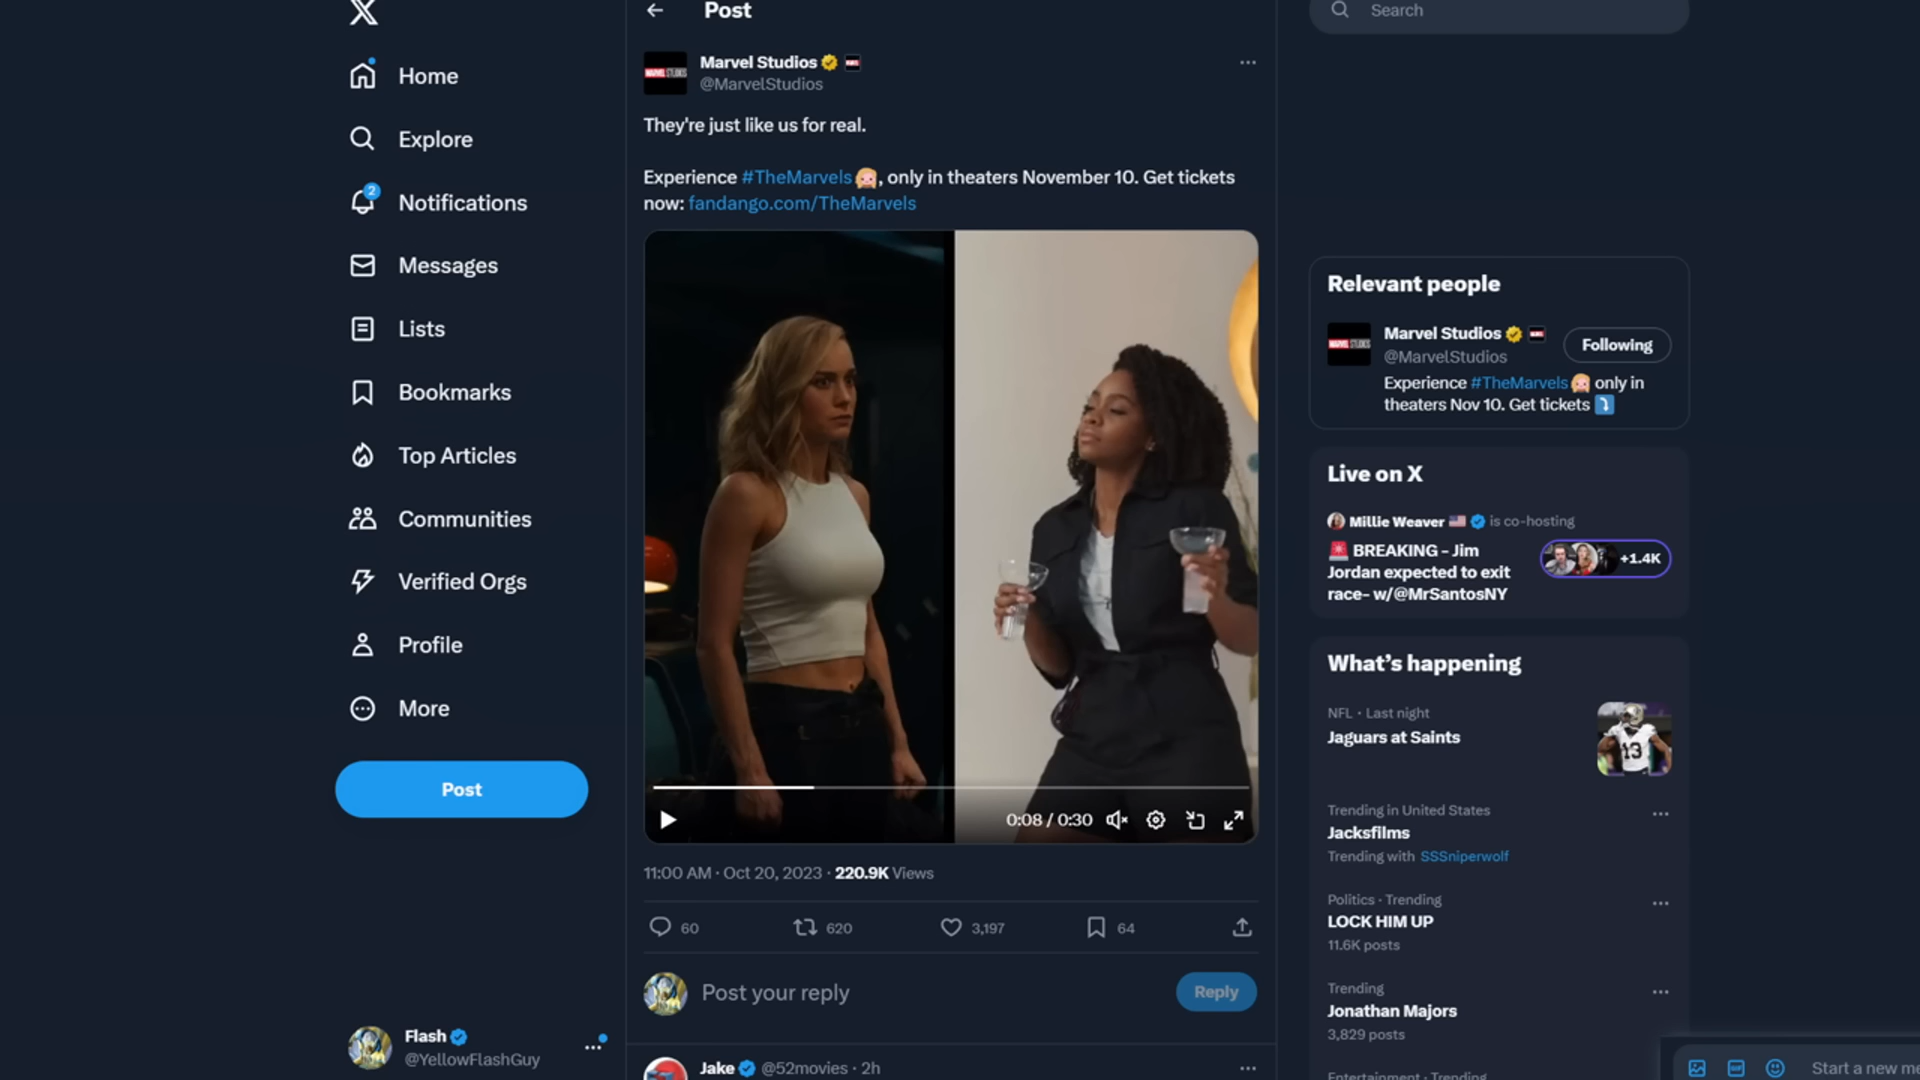 Home
Explore
2
Notifications
Messages
Lists
Bookmarks
Top Articles
Communities
Verified Orgs
Profile
More
Post
Flash
@YellowFlashGuy
Post
Marvel Studios
@MarvelStudios
They're just like us for real.
Experience #TheMarvels, only in theaters November 10. Get tickets
now: fandango.com/TheMarvels
0:08 / 0:30
11:00 AM · Oct 20, 2023 · 220.9K Views
60 620 3,197 64
Post your reply
Reply
Jake @52movies · 2h
Search
Relevant people
MARVEL STUDIOS
Marvel Studios
@MarvelStudios
Following
Experience #TheMarvels only in
theaters Nov 10. Get tickets
Live on X
Millie Weaver is co-hosting
BREAKING - Jim
Jordan expected to exit
race- w/@MrSantosNY
+1.4K
What's happening
NFL · Last night
Jaguars at Saints
13
Trending in United States
Jacksfilms
Trending with SSSniperwolf
Politics · Trending
LOCK HIM UP
11.6K posts
Trending
Jonathan Majors
3,829 posts
Entertainment · Trending
Start a new me